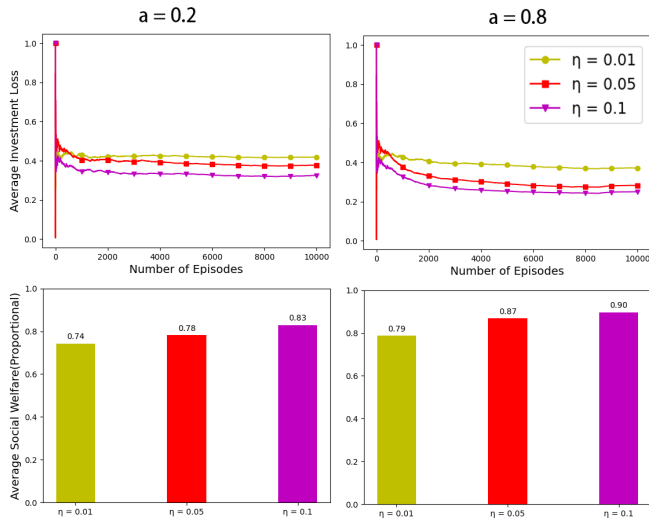 a = 0.2
a = 0.8
Average Investment Loss
1.0
0.8
0.6
0.4
0.2
0.0
0
2000
4000
6000
8000
10000
Number of Episodes
1.0
0.8
0.6
0.4
0.2
0.0
η = 0.01
η = 0.05
η = 0.1
0
2000
4000
6000
8000
10000
Number of Episodes
Average Social Welfare(Proportional)
1.0
0.8
0.6
0.4
0.2
0.0
0.74
0.78
0.83
η = 0.01
η = 0.05
η = 0.1
1.0
0.8
0.6
0.4
0.2
0.0
0.79
0.87
0.90
η = 0.01
η = 0.05
η = 0.1